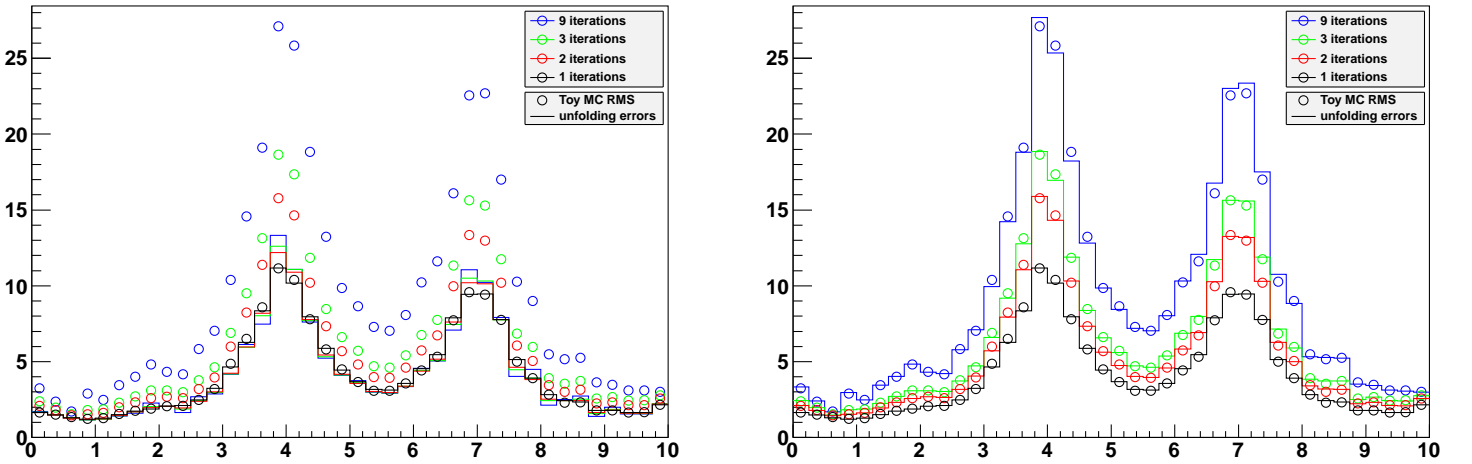 25
20
15
10
5
0
0 1 2 3 4 5 6 7 8 9 10
9 iterations
3 iterations
2 iterations
1 iterations
Toy MC RMS
unfolding errors
25
20
15
10
5
0
0 1 2 3 4 5 6 7 8 9 10
9 iterations
3 iterations
2 iterations
1 iterations
Toy MC RMS
unfolding errors